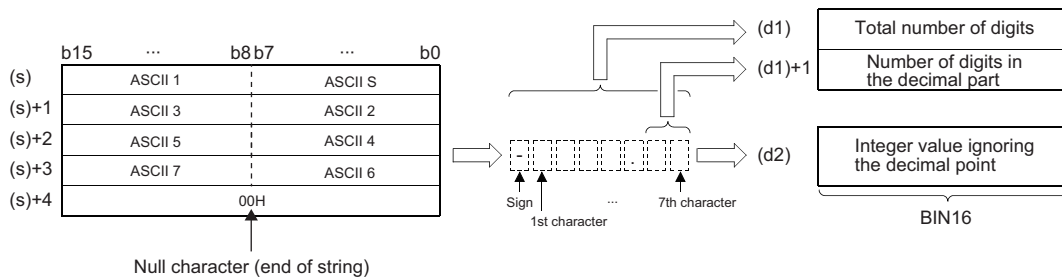 b15 ... b8 b7 ... b0
(s) ASCII 1 ASCII S
(s)+1 ASCII 3 ASCII 2
(s)+2 ASCII 5 ASCII 4
(s)+3 ASCII 7 ASCII 6
(s)+4 00H
Null character (end of string)
- .
Sign
1st character
...
7th character
(d1) Total number of digits
(d1)+1 Number of digits in
the decimal part
(d2) Integer value ignoring
the decimal point
BIN16